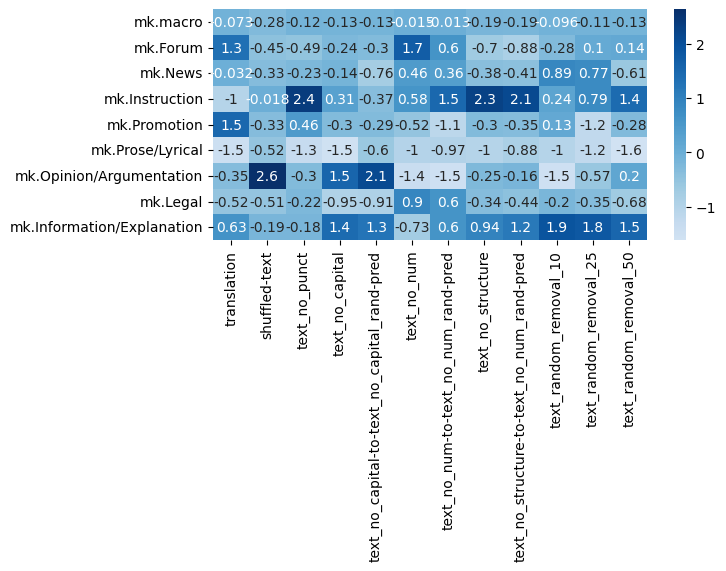 mk.macro -0.073 -0.28 -0.12 -0.13 -0.13 -0.015 -0.013 -0.19 -0.19 -0.096 -0.11 -0.13
mk.Forum 1.3 -0.45 -0.49 -0.24 -0.3 1.7 0.6 -0.7 -0.88 -0.28 0.1 0.14
mk.News -0.032 -0.33 -0.23 -0.14 -0.76 0.46 0.36 -0.38 -0.41 0.89 0.77 -0.61
mk.Instruction -1 -0.018 2.4 0.31 -0.37 0.58 1.5 2.3 2.1 0.24 0.79 1.4
mk.Promotion 1.5 -0.33 0.46 -0.3 -0.29 -0.52 -1.1 -0.3 -0.35 0.13 -1.2 -0.28
mk.Prose/Lyrical -1.5 -0.52 -1.3 -1.5 -0.6 -1 -0.97 -1 -0.88 -1 -1.2 -1.6
mk.Opinion/Argumentation -0.35 2.6 -0.3 1.5 2.1 -1.4 -1.5 -0.25 -0.16 -1.5 -0.57 0.2
mk.Legal -0.52 -0.51 -0.22 -0.95 -0.91 0.9 0.6 -0.34 -0.44 -0.2 -0.35 -0.68
mk.Information/Explanation 0.63 -0.19 -0.18 1.4 1.3 -0.73 0.6 0.94 1.2 1.9 1.8 1.5
translation
shuffled-text
text_no_punct
text_no_capital
text_no_capital-to-text_no_capital_rand-pred
text_no_num
text_no_num-to-text_no_num_rand-pred
text_no_structure
text_no_structure-to-text_no_num_rand-pred
text_random_removal_10
text_random_removal_25
text_random_removal_50
2
1
0
-1